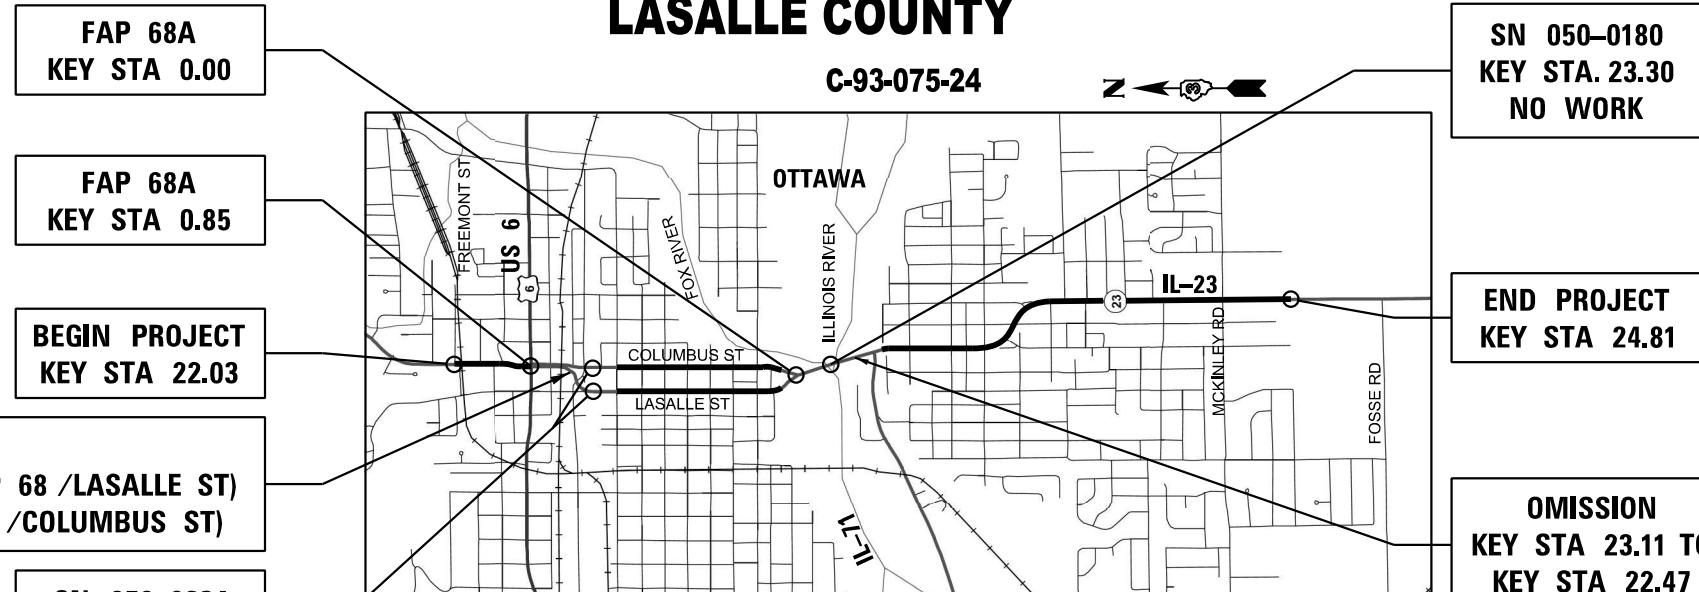 LASALLE COUNTY
C-93-075-24
N
3
FAP 68A
KEY STA 0.00
FAP 68A
KEY STA 0.85
BEGIN PROJECT
KEY STA 22.03
68 /LASALLE ST)
/COLUMBUS ST)
SN 050-0180
KEY STA. 23.30
NO WORK
END PROJECT
KEY STA 24.81
OMISSION
KEY STA 23.11 TO
KEY STA 22.47
FREEMONT ST
US 6
6
FOX RIVER
OTTAWA
ILLINOIS RIVER
IL-23
23
MCKINLEY RD
FOSSE RD
COLUMBUS ST
LASALLE ST
IL-71